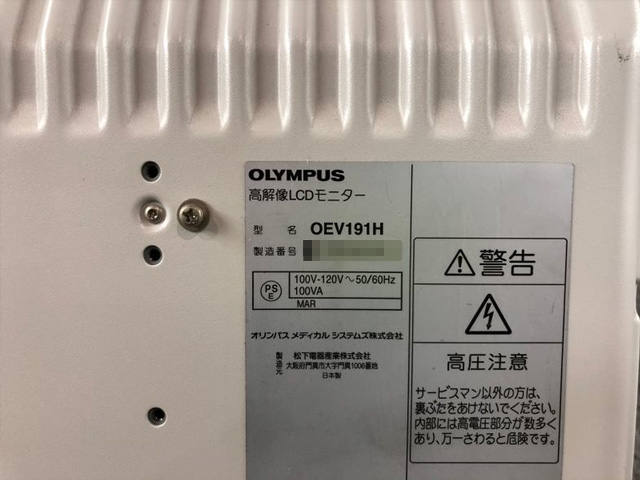 OLYMPUS
高解像LCDモニター
型 名 OEV191H
製造番号
PS
E
100V-120V～50/60Hz
100VA
MAR
オリンパス メディカル システムズ株式会社
製造元
松下電器産業株式会社
大阪府門真市大字門真1006番地
日本製
警告
高圧注意
サービスマン以外の方は、
裏ぶたをあけないでください。
内部には高電圧部分が数多く
あり、万一さわると危険です。